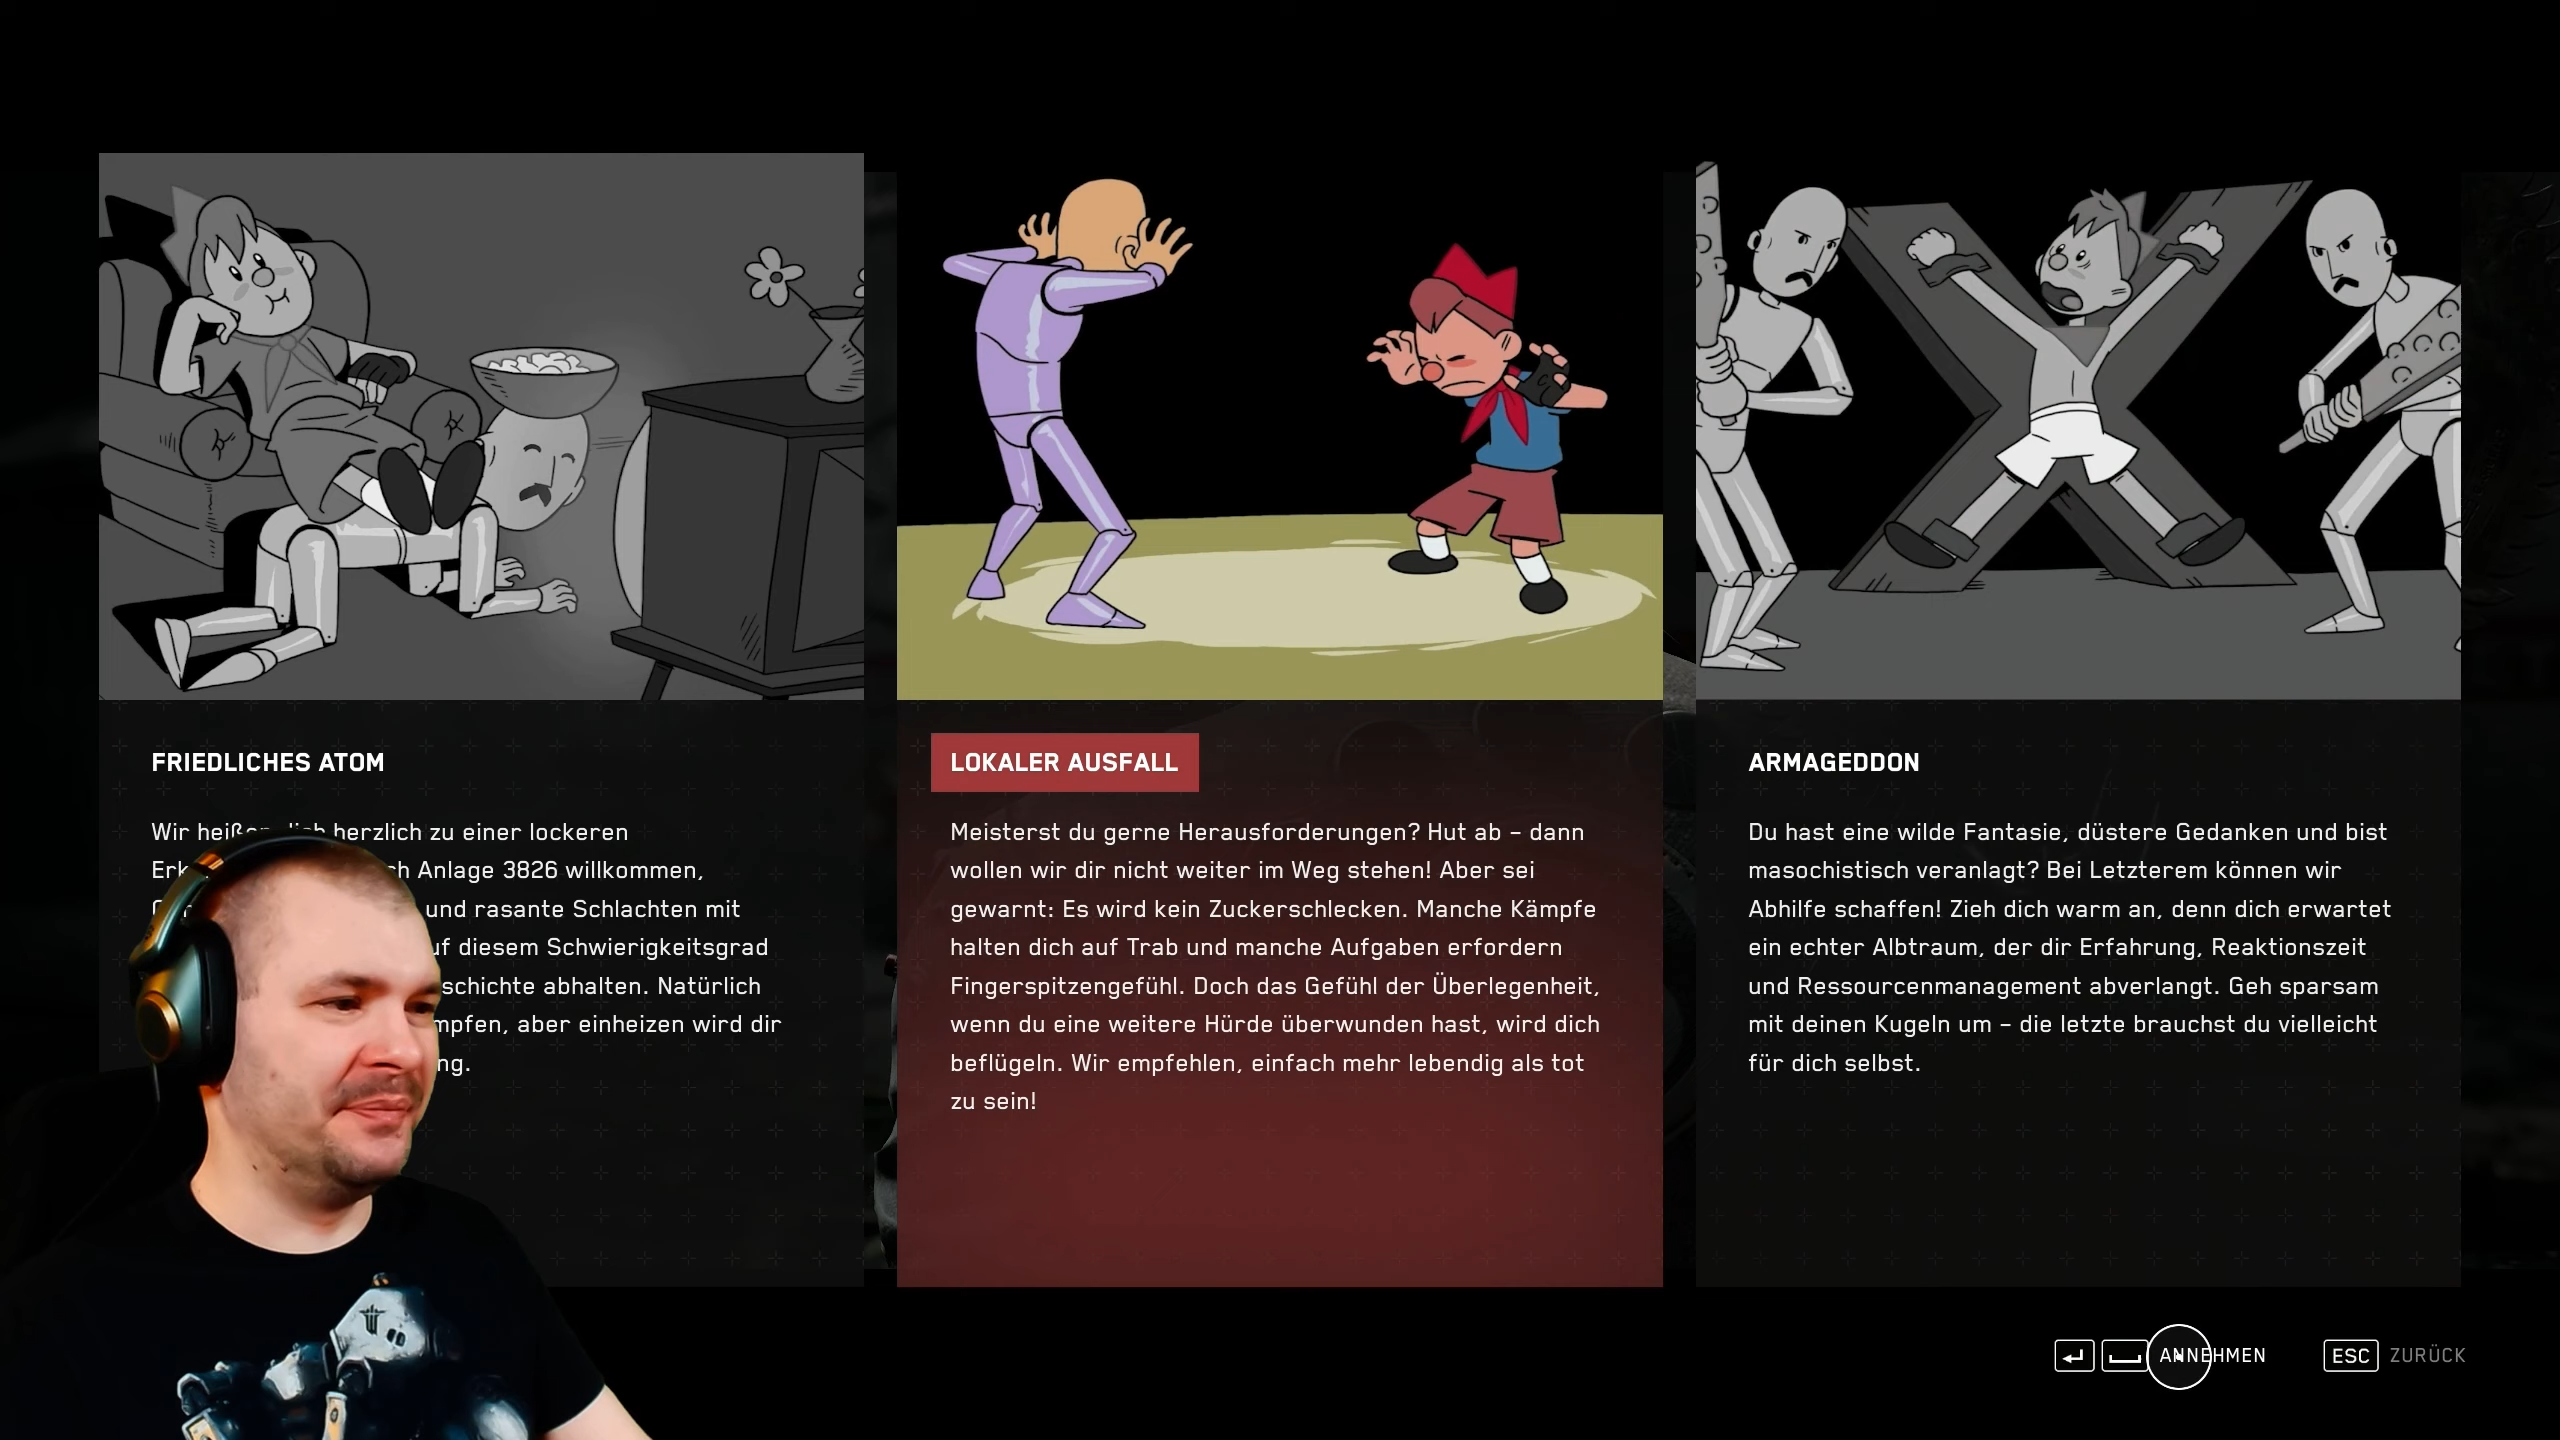 FRIEDLICHES ATOM
Wir herzlich zu einer lockeren
Anlage 3826 willkommen,
und rasante Schlachten mit
diesem Schwierigkeitsgrad
abhalten. Natürlich
aber einheizen wird dir
LOKALER AUSFALL
Meisterst du gerne Herausforderungen? Hut ab – dann
wollen wir dir nicht weiter im Weg stehen! Aber sei
gewarnt: Es wird kein Zuckerschlecken. Manche Kämpfe
halten dich auf Trab und manche Aufgaben erfordern
Fingerspitzengefühl. Doch das Gefühl der Überlegenheit,
wenn du eine weitere Hürde überwunden hast, wird dich
beflügeln. Wir empfehlen, einfach mehr lebendig als tot
zu sein!
ARMAGEDDON
Du hast eine wilde Fantasie, düstere Gedanken und bist
masochistisch veranlagt? Bei Letzterem können wir
Abhilfe schaffen! Zieh dich warm an, denn dich erwartet
ein echter Albtraum, der dir Erfahrung, Reaktionszeit
und Ressourcenmanagement abverlangt. Geh sparsam
mit deinen Kugeln um – die letzte brauchst du vielleicht
für dich selbst.
ANNEHMEN
ESC ZURÜCK